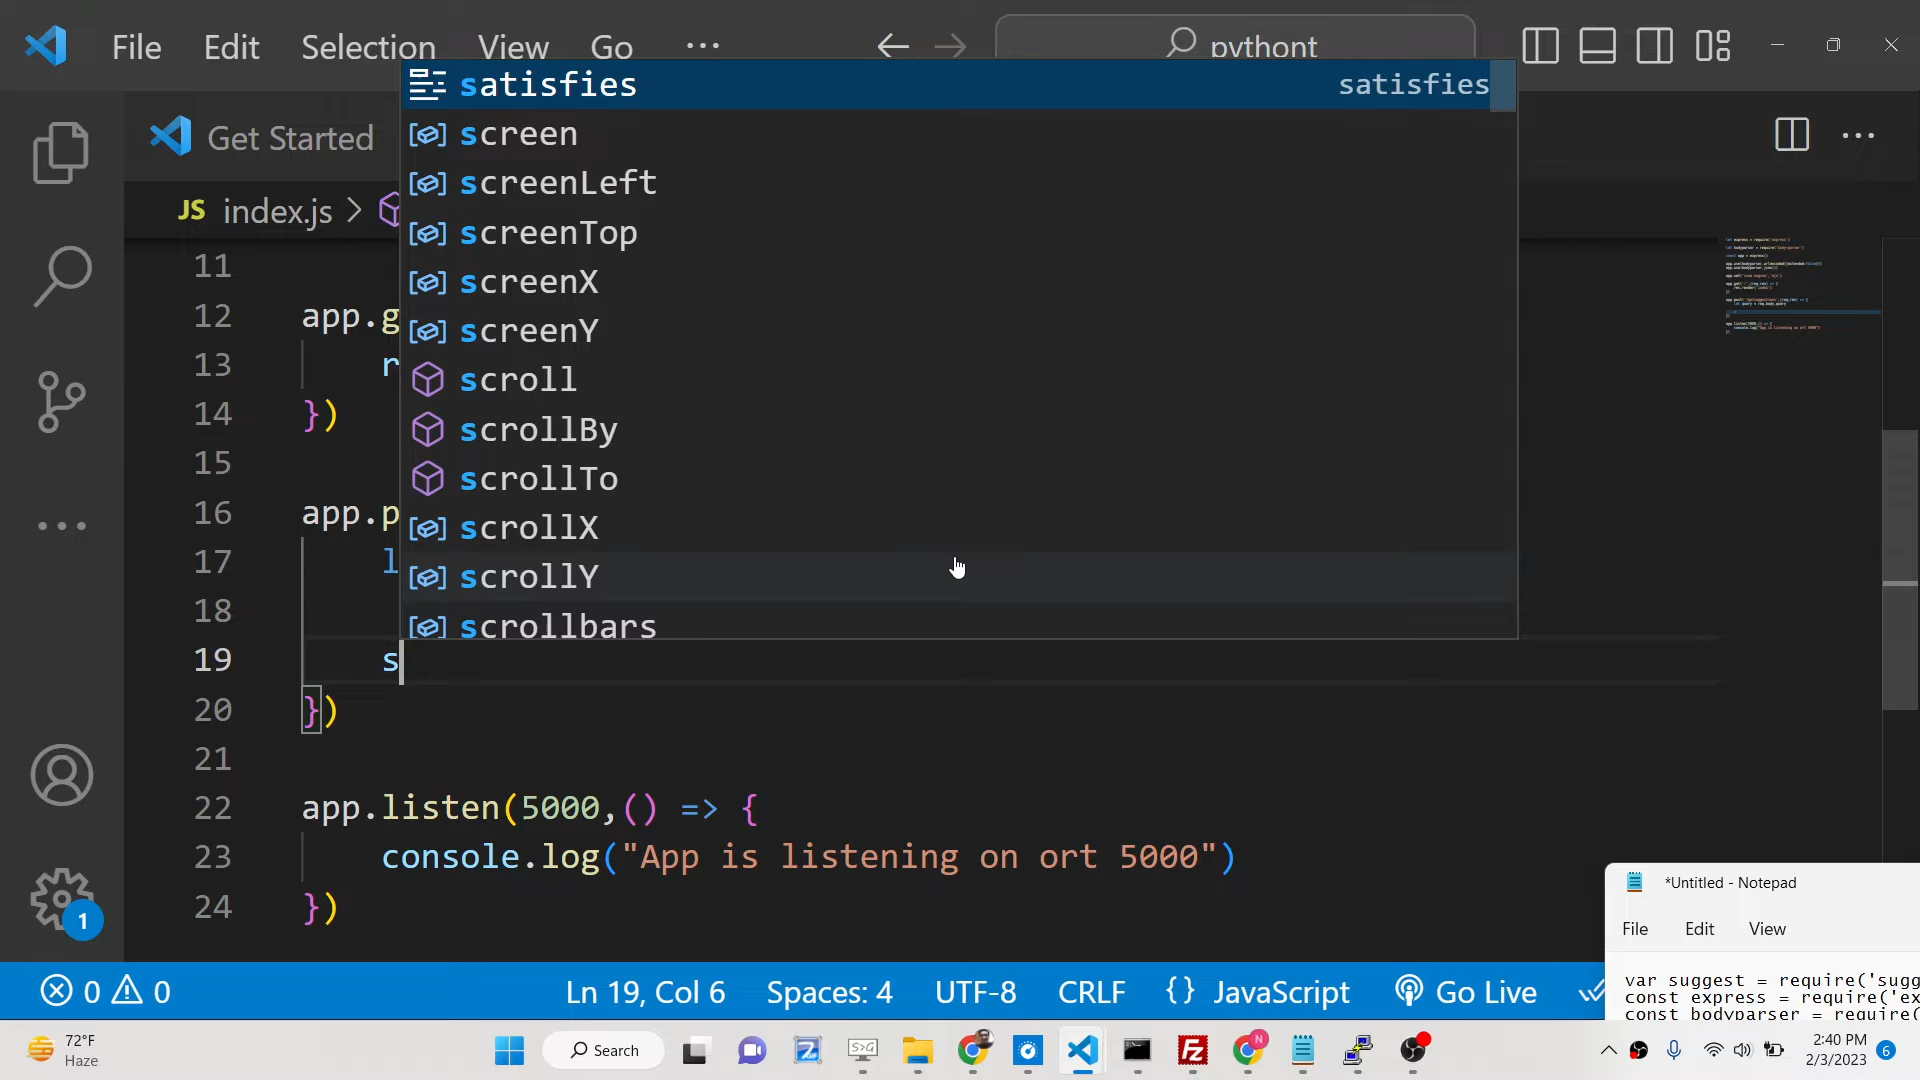 File Edit Selection View Go ... pythont
satisfies satisfies
Get Started
screen
screenLeft
JS index.js >
screenTop
11
screenX
12 app.g
screenY
13 r
scroll
14 })
scrollBy
15
scrollTo
16 app.p
scrollX
17 l
scrollY
18
scrollbars
19 s
20 })
21
22 app.listen(5000,() => {
23 console.log("App is listening on ort 5000")
24 })
1
*Untitled - Notepad
File Edit View
var suggest = require('sugg
const express = require('ex
const bodyparser = require(
0 0 Ln 19, Col 6 Spaces: 4 UTF-8 CRLF {} JavaScript Go Live
72°F
Haze
Search
S>G
Z
Fz
N
2:40 PM
2/3/2023
6